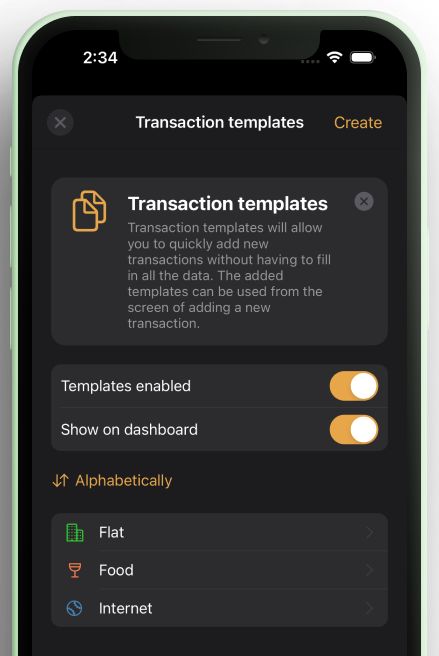 2:34
Transaction templates
Create
Transaction templates
Transaction templates will allow
you to quickly add new
transactions without having to fill
in all the data. The added
templates can be used from the
screen of adding a new
transaction.
Templates enabled
Show on dashboard
Alphabetically
Flat
Food
Internet